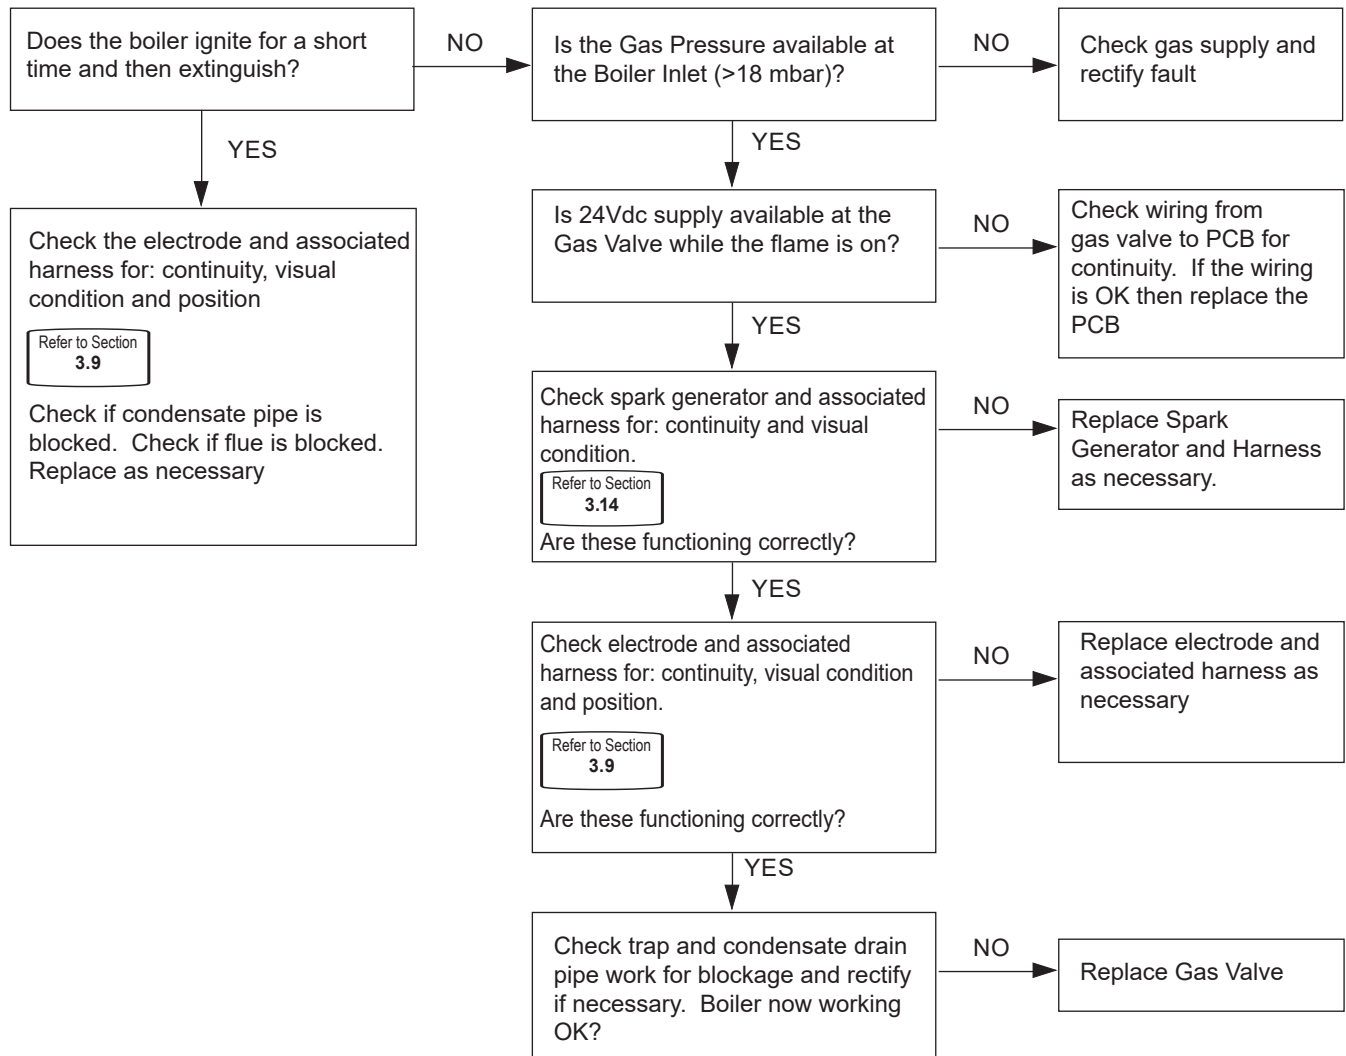 Does the boiler ignite for a short
time and then extinguish?
NO
Is the Gas Pressure available at
the Boiler Inlet (>18 mbar)?
NO
Check gas supply and
rectify fault
YES
YES
Check the electrode and associated
harness for: continuity, visual
condition and position
Refer to Section
3.9
Check if condensate pipe is
blocked.  Check if flue is blocked.
Replace as necessary
Is 24Vdc supply available at the
Gas Valve while the flame is on?
NO
Check wiring from
gas valve to PCB for
continuity.  If the wiring
is OK then replace the
PCB
YES
Check spark generator and associated
harness for: continuity and visual
condition.
Refer to Section
3.14
Are these functioning correctly?
NO
Replace Spark
Generator and Harness
as necessary.
YES
Check electrode and associated
harness for: continuity, visual condition
and position.
Refer to Section
3.9
Are these functioning correctly?
NO
Replace electrode and
associated harness as
necessary
YES
Check trap and condensate drain
pipe work for blockage and rectify
if necessary.  Boiler now working
OK?
NO
Replace Gas Valve